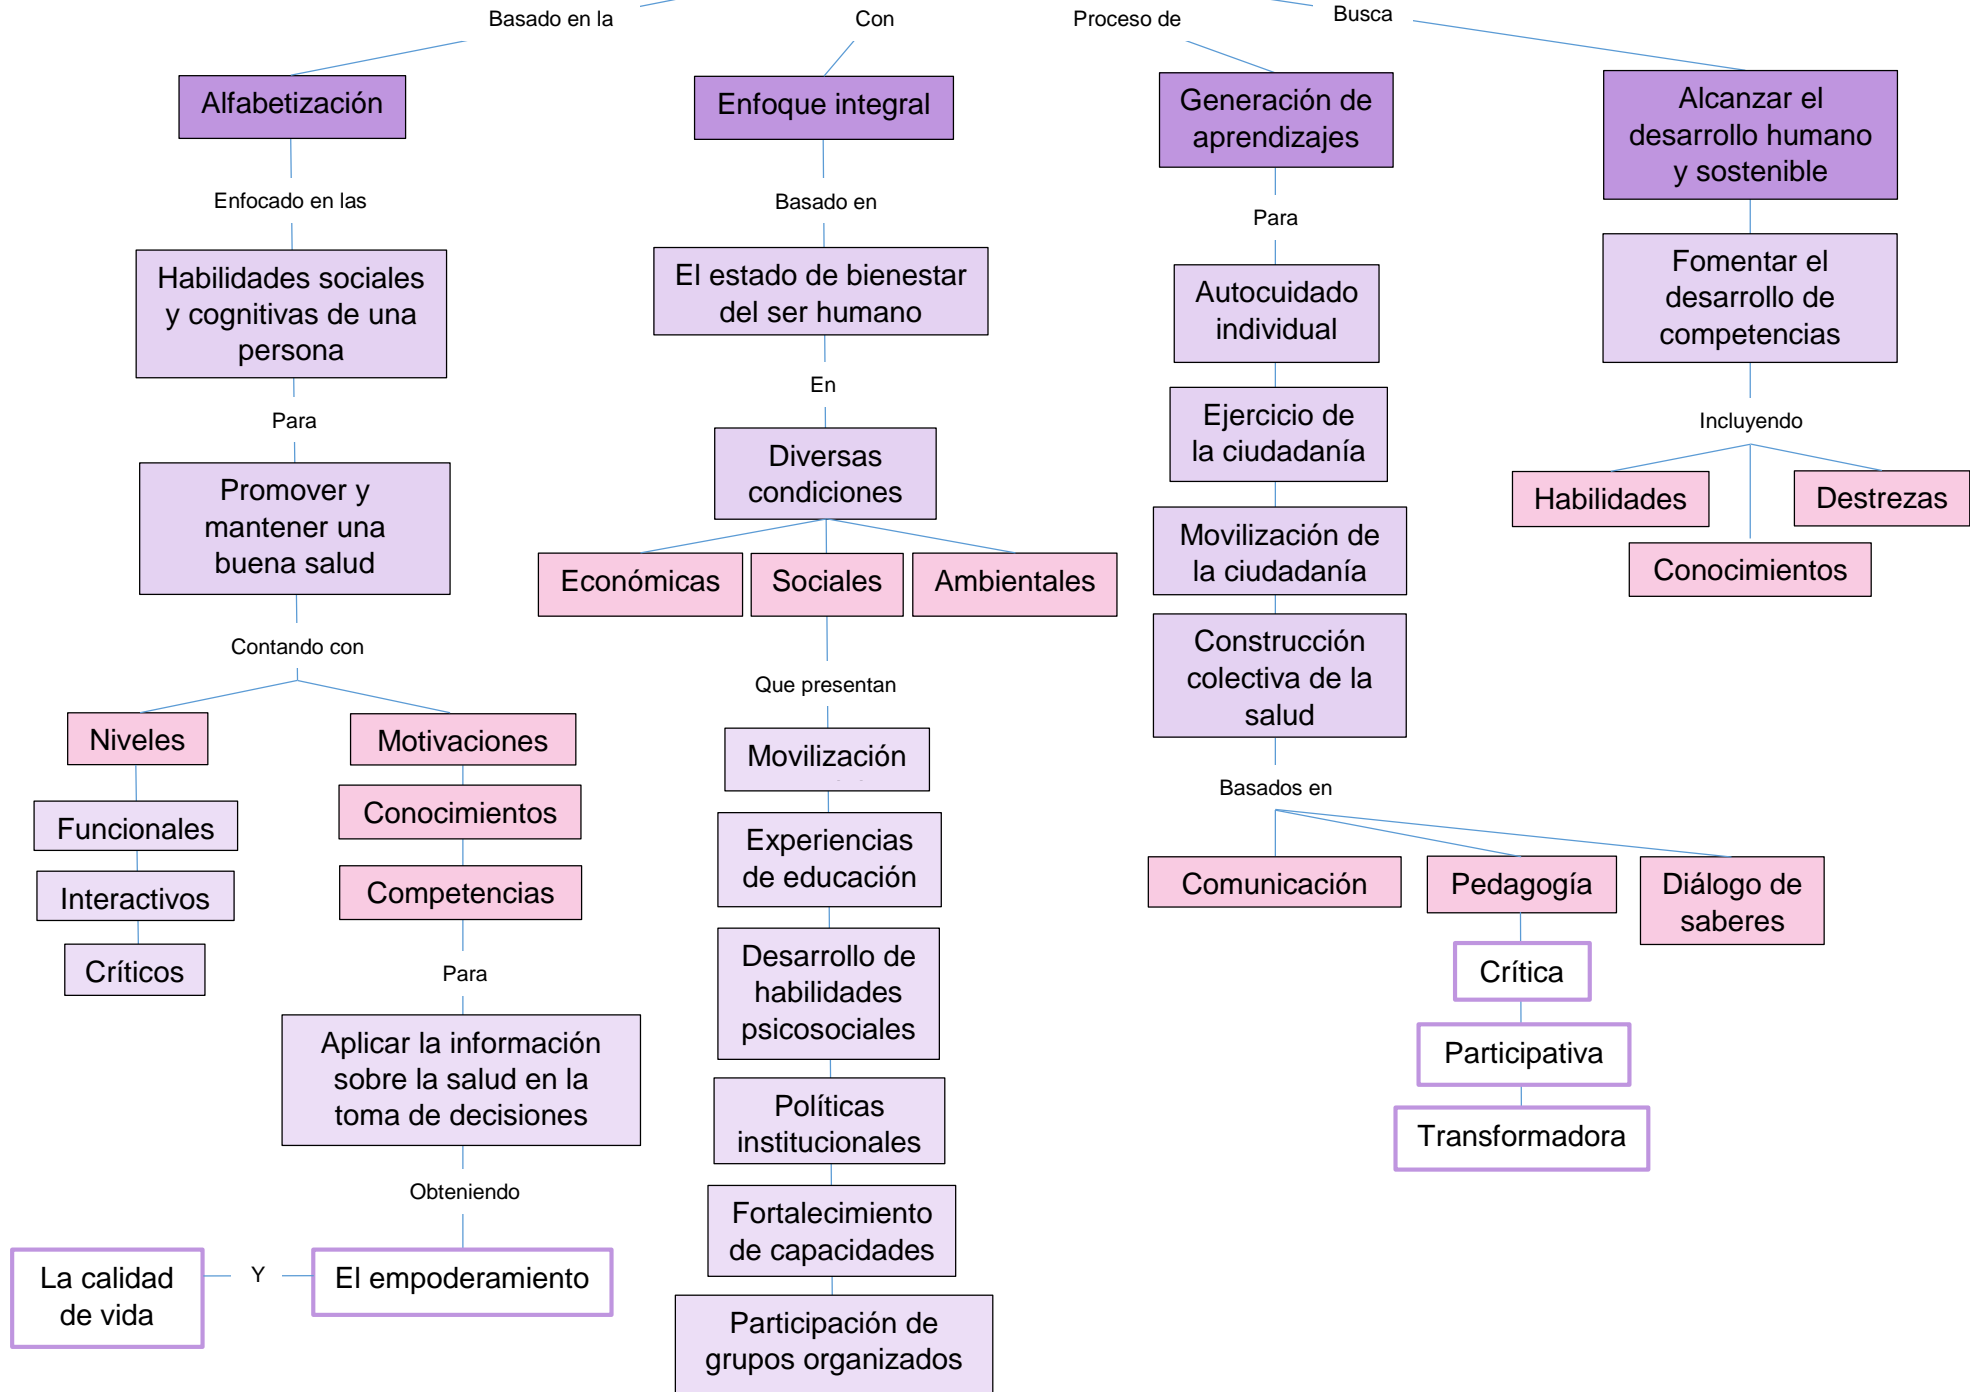 Basado en la
Con
Proceso de
Busca
Alfabetización
Enfocado en las
Habilidades sociales
y cognitivas de una
persona
Para
Promover y
mantener una
buena salud
Contando con
Niveles
Funcionales
Interactivos
Críticos
Motivaciones
Conocimientos
Competencias
Para
Aplicar la información
sobre la salud en la
toma de decisiones
Obteniendo
El empoderamiento
Y
La calidad
de vida
Enfoque integral
Basado en
El estado de bienestar
del ser humano
En
Diversas
condiciones
Económicas
Sociales
Ambientales
Que presentan
Movilización
Experiencias
de educación
Desarrollo de
habilidades
psicosociales
Políticas
institucionales
Fortalecimiento
de capacidades
Participación de
grupos organizados
Generación de
aprendizajes
Para
Autocuidado
individual
Ejercicio de
la ciudadanía
Movilización de
la ciudadanía
Construcción
colectiva de la
salud
Basados en
Comunicación
Pedagogía
Crítica
Participativa
Transformadora
Diálogo de
saberes
Alcanzar el
desarrollo humano
y sostenible
Fomentar el
desarrollo de
competencias
Incluyendo
Habilidades
Conocimientos
Destrezas